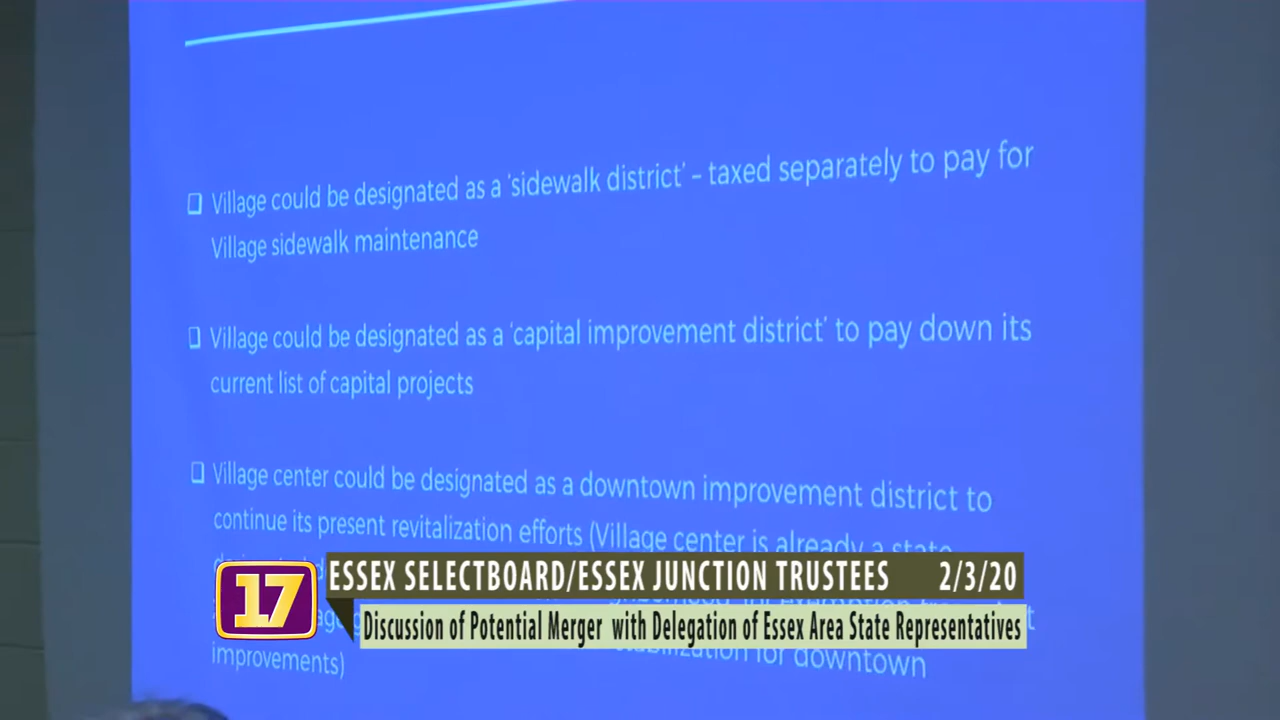 ❑ Village could be designated as a 'sidewalk district' – taxed separately to pay for
Village sidewalk maintenance
❑ Village could be designated as a 'capital improvement district' to pay down its
current list of capital projects
❑ Village center could be designated as a downtown improvement district to
continue its present revitalization efforts (Village center is already a state
improvements)
stabilization for downtown
17
ESSEX SELECTBOARD/ESSEX JUNCTION TRUSTEES 2/3/20
Discussion of Potential Merger with Delegation of Essex Area State Representatives